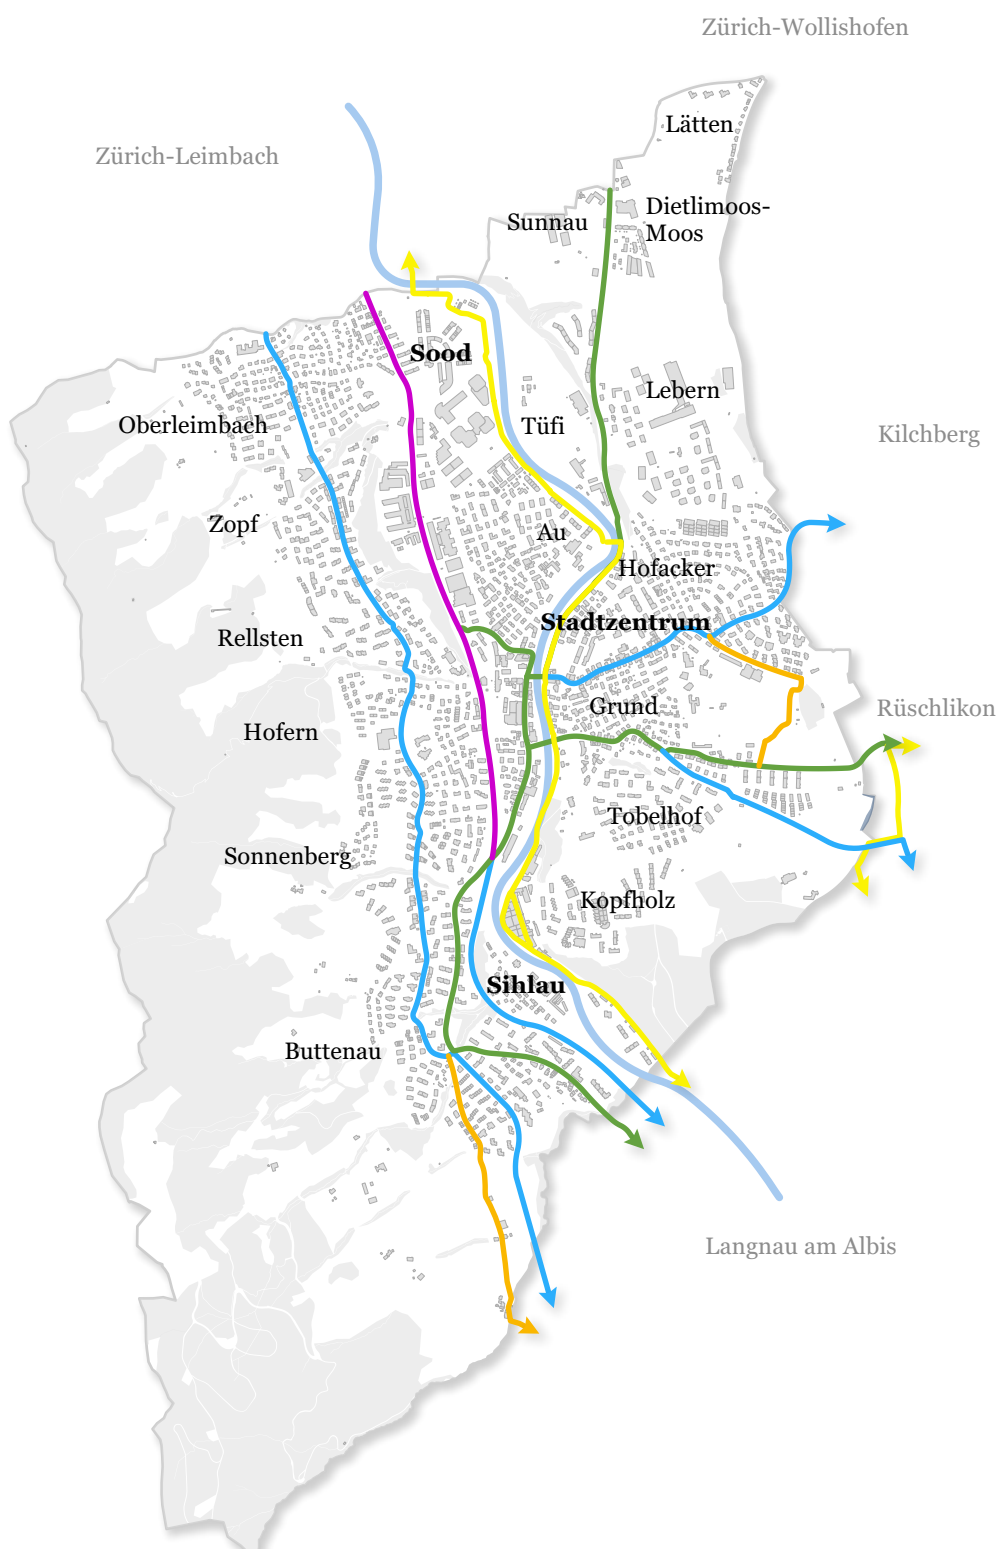 Zürich-Wollishofen
Lätten
Zürich-Leimbach
Dietlimoos-
Moos
Sunnau
Sood
Lebern
Oberleimbach
Tüfi
Kilchberg
Zopf
Au
Hofacker
Stadtzentrum
Rellsten
Grund
Rüschlikon
Hofern
Tobelhof
Sonnenberg
Kopfholz
Sihlau
Buttenau
Langnau am Albis